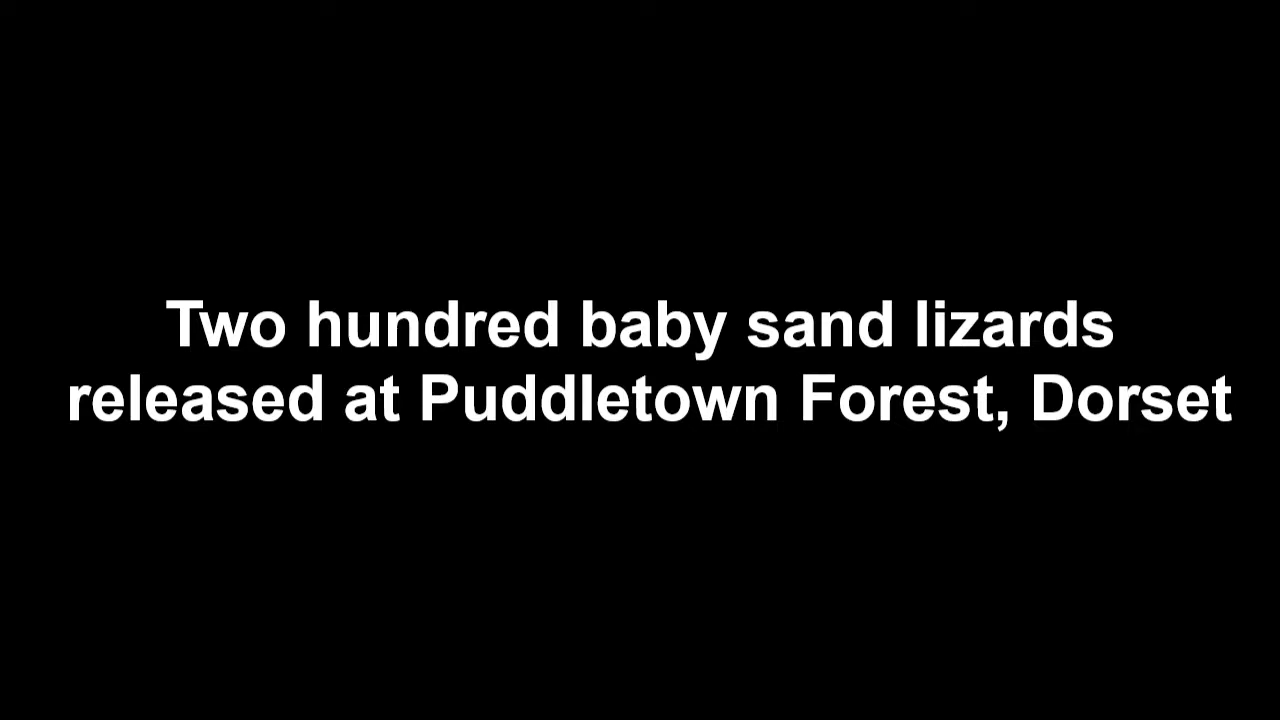 Two hundred baby sand lizards
released at Puddletown Forest, Dorset